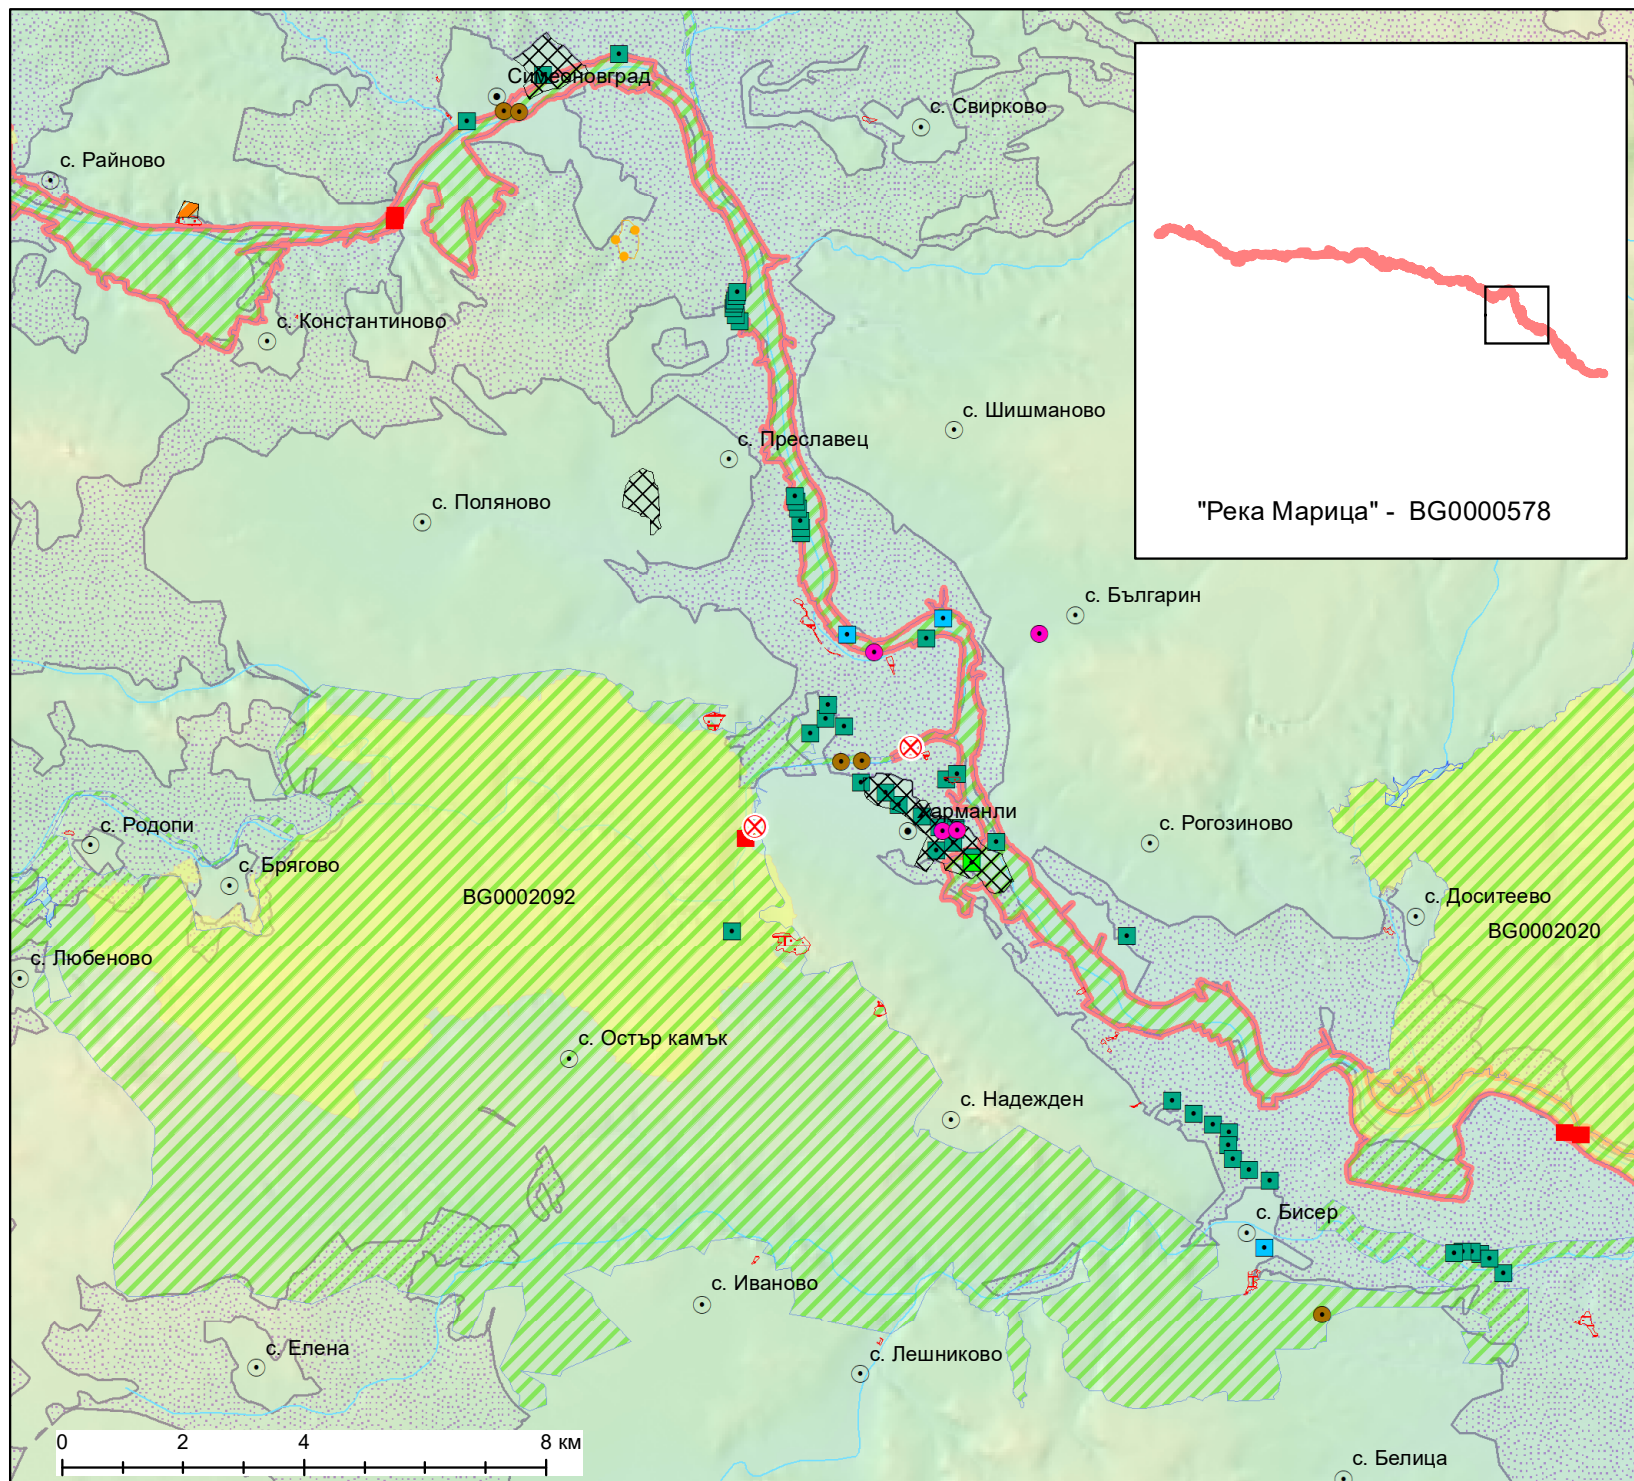 Симеоновград
с. Свирково
с. Райново
с. Константиново
с. Шишманово
с. Преславец
с. Поляново
"Река Марица" - BG0000578
с. Българин
Харманли
с. Родопи
с. Рогозиново
с. Брягово
BG0002092
с. Доситеево
BG0002020
с. Любеново
с. Остър камък
с. Надежден
с. Бисер
с. Иваново
с. Елена
с. Лешниково
0 2 4 8 км
с. Белица